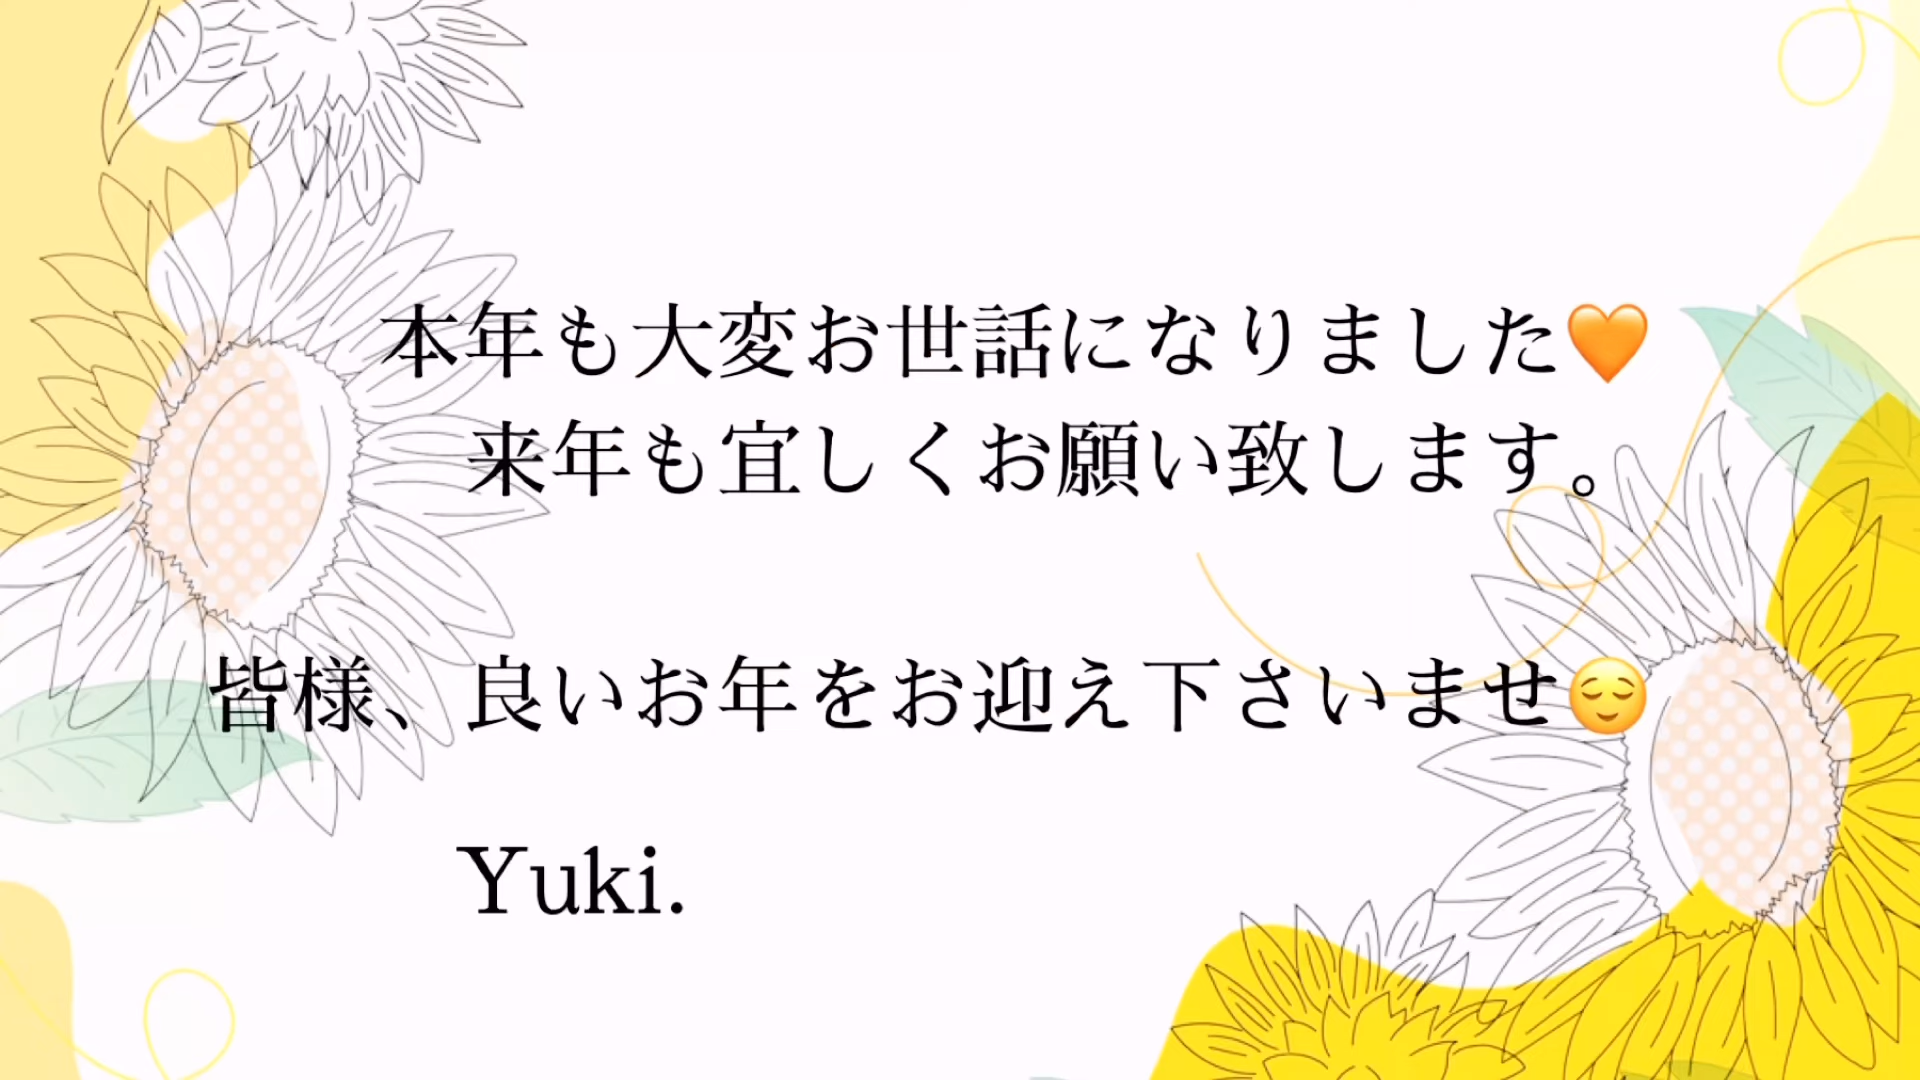 本年も大変お世話になりました🧡
来年も宜しくお願い致します。
皆様、良いお年をお迎え下さいませ😌
Yuki.